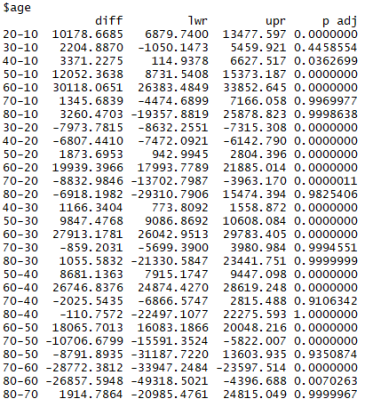 $age
diff lwr upr p adj
20-10 10178.6685 6879.7400 13477.597 0.0000000
30-10 2204.8870 -1050.1473 5459.921 0.4458554
40-10 3371.2275 114.9378 6627.517 0.0362699
50-10 12052.3638 8731.5408 15373.187 0.0000000
60-10 30118.0651 26383.4849 33852.645 0.0000000
70-10 1345.6839 -4474.6899 7166.058 0.9969977
80-10 3260.4703 -19357.8819 25878.823 0.9998638
30-20 -7973.7815 -8632.2551 -7315.308 0.0000000
40-20 -6807.4410 -7472.0921 -6142.790 0.0000000
50-20 1873.6953 942.9945 2804.396 0.0000000
60-20 19939.3966 17993.7789 21885.014 0.0000000
70-20 -8832.9846 -13702.7987 -3963.170 0.0000011
80-20 -6918.1982 -29310.7906 15474.394 0.9825406
40-30 1166.3404 773.8092 1558.872 0.0000000
50-30 9847.4768 9086.8692 10608.084 0.0000000
60-30 27913.1781 26042.9513 29783.405 0.0000000
70-30 -859.2031 -5699.3900 3980.984 0.9994551
80-30 1055.5832 -21330.5847 23441.751 0.9999999
50-40 8681.1363 7915.1747 9447.098 0.0000000
60-40 26746.8376 24874.4270 28619.248 0.0000000
70-40 -2025.5435 -6866.5747 2815.488 0.9106342
80-40 -110.7572 -22497.1077 22275.593 1.0000000
60-50 18065.7013 16083.1866 20048.216 0.0000000
70-50 -10706.6799 -15591.3524 -5822.007 0.0000000
80-50 -8791.8935 -31187.7220 13603.935 0.9350874
70-60 -28772.3812 -33947.2484 -23597.514 0.0000000
80-60 -26857.5948 -49318.5021 -4396.688 0.0070263
80-70 1914.7864 -20985.4761 24815.049 0.9999967